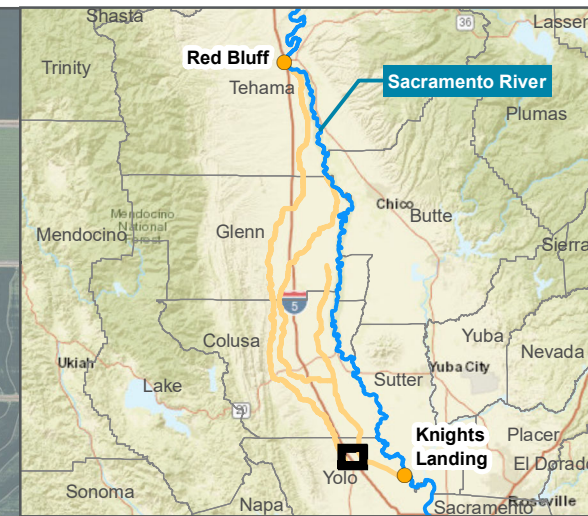 Shasta
36
Lassen
Red Bluff
Trinity
Tehama
Sacramento River
Plumas
Chico
Butte
Mendocino
National
Forest
Mendocino
Glenn
Sierra
5
Colusa
Yuba
Nevada
Ukiah
Yuba City
Lake
Sutter
20
Knights
Landing
Placer
El Dorado
Yolo
Sonoma
Napa
Sacramento
Roseville